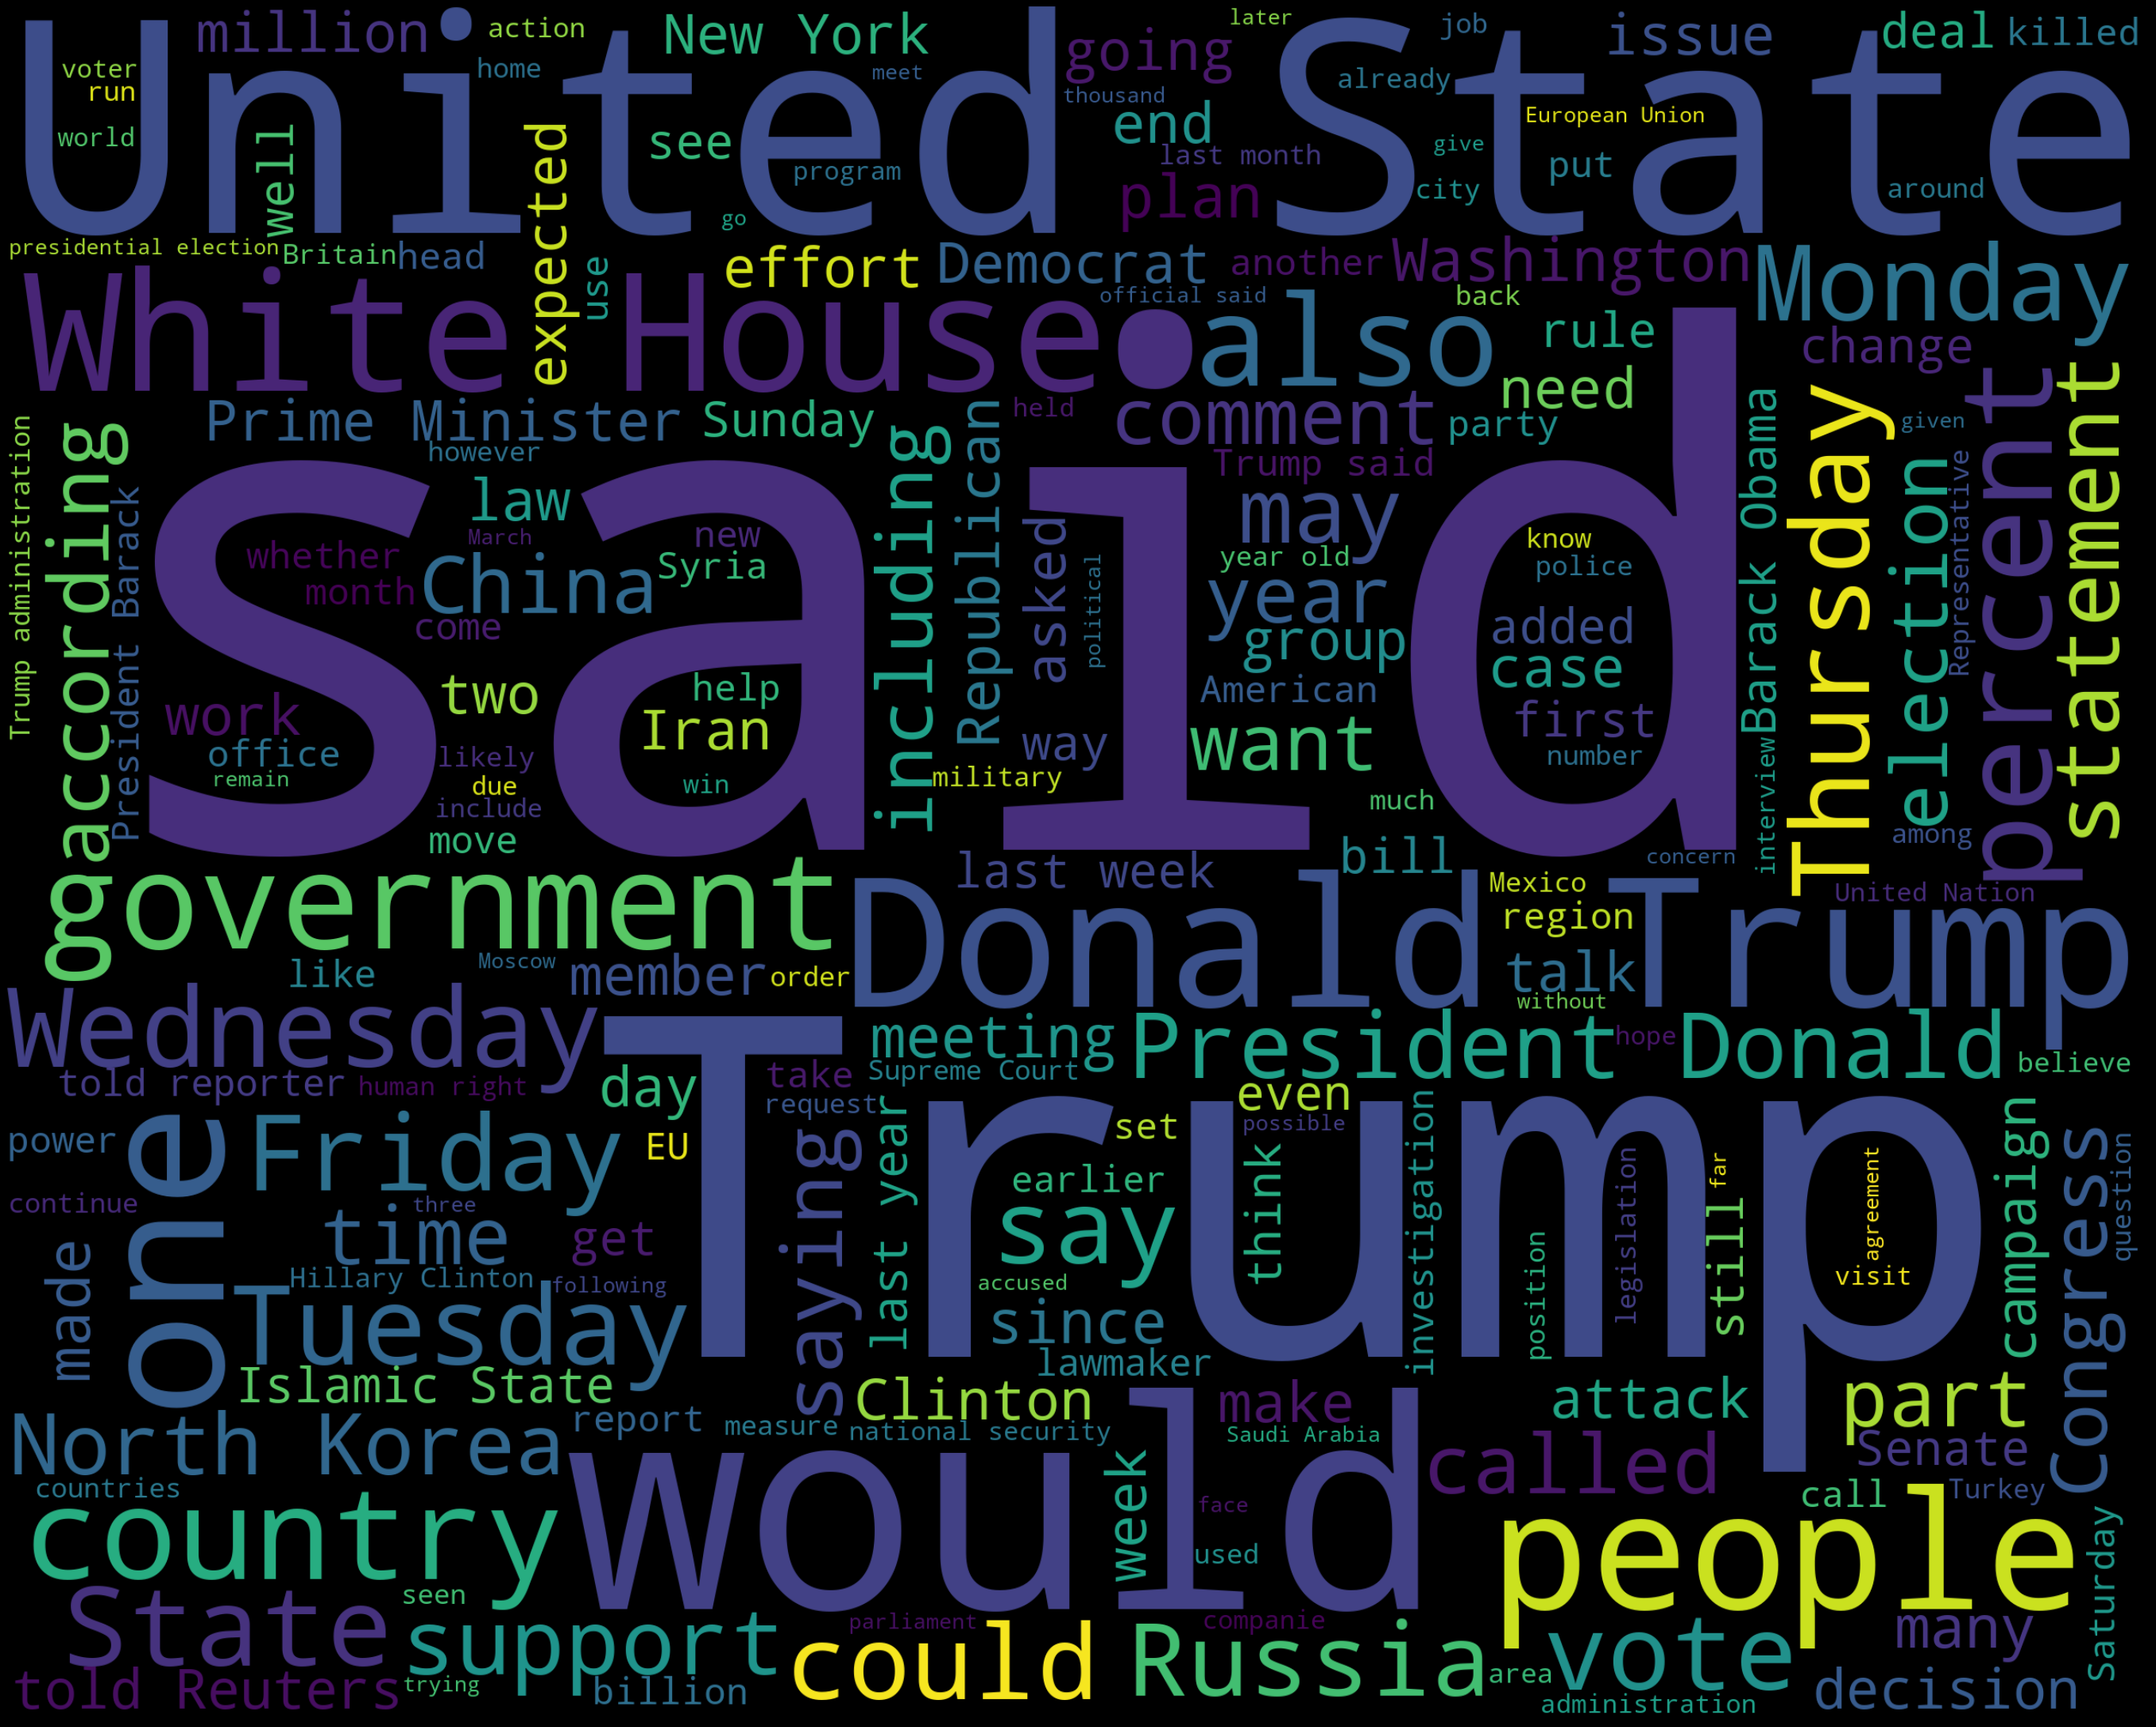 United State
million
action
New York
later
going
job
issue
deal
killed
voter
run
home
meet
already
thousand
European Union
world
well
expected
see
program
end
last month
give
put
plan
city
around
go
presidential election
Britain
head
use
effort
Democrat
another
Washington
Monday
White House
official said
also
back
rule
change
need
Prime Minister
Sunday
held
comment
party
given
however
Trump said
Thursday
percent
statement
according
Trump administration
President Barack
law
including
Republican
asked
political
may
Barack Obama
election
Representative
said
whether
March
new
China
Syria
month
come
year old
year
know
police
added
group
case
work
two
help
Iran
American
first
way
want
office
likely
number
remain
due
win
military
include
much
interview
among
move
government
last week
bill
concern
Donald Trump
Mexico
region
United Nation
like
Moscow
member
order
talk
without
Wednesday
meeting
President Donald
hope
believe
told reporter
human right
day
take
Supreme Court
request
even
power
one
Friday
EU
Trump
saying
last year
set
possible
think
investigation
earlier
continue
three
time
get
say
legislation
still
far
agreement
visit
campaign
Congress
question
made
Hillary Clinton
following
accused
position
Tuesday
since
lawmaker
Islamic State
Clinton
make
attack
part
North Korea
report
measure
national security
Saudi Arabia
called
Senate
countries
would
week
face
used
call
Turkey
country
people
Saturday
State
seen
support
parliament
companie
could
Russia
area
vote
many
told Reuters
trying
billion
administration
decision